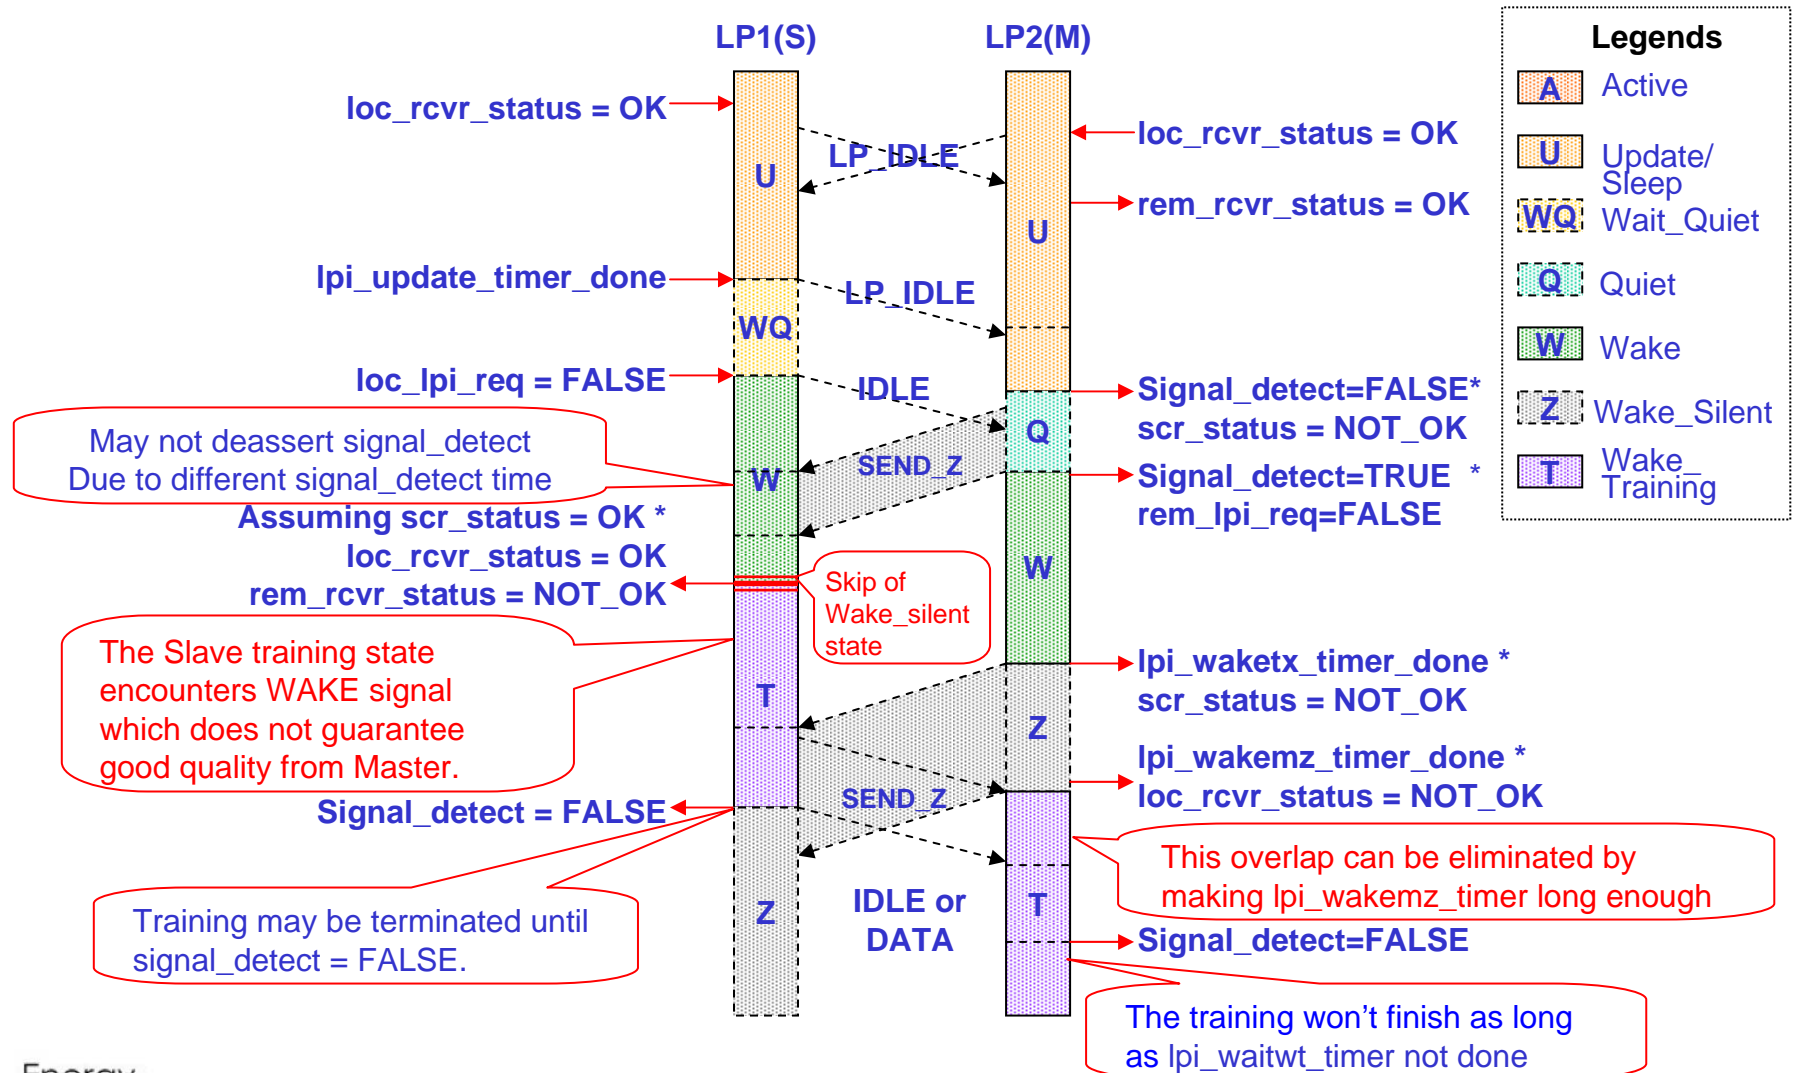 LP1(S)
LP2(M)
Legends
A Active
U Update/
Sleep
WQ Wait_Quiet
Q Quiet
W Wake
Z Wake_Silent
T Wake_
Training
loc_rcvr_status = OK
loc_rcvr_status = OK
LP_IDLE
U
rem_rcvr_status = OK
U
lpi_update_timer_done
LP_IDLE
WQ
loc_lpi_req = FALSE
IDLE
Signal_detect=FALSE*
scr_status = NOT_OK
Q
May not deassert signal_detect
Due to different signal_detect time
W
SEND_Z
Signal_detect=TRUE *
rem_lpi_req=FALSE
Assuming scr_status = OK *
loc_rcvr_status = OK
rem_rcvr_status = NOT_OK
W
Skip of
Wake_silent
state
The Slave training state
encounters WAKE signal
which does not guarantee
good quality from Master.
T
lpi_waketx_timer_done *
scr_status = NOT_OK
Z
lpi_wakemz_timer_done *
loc_rcvr_status = NOT_OK
Signal_detect = FALSE
SEND_Z
This overlap can be eliminated by
making lpi_wakemz_timer long enough
Training may be terminated until
signal_detect = FALSE.
Z
IDLE or
DATA
T
Signal_detect=FALSE
The training won't finish as long
as lpi_waitwt_timer not done
Energy